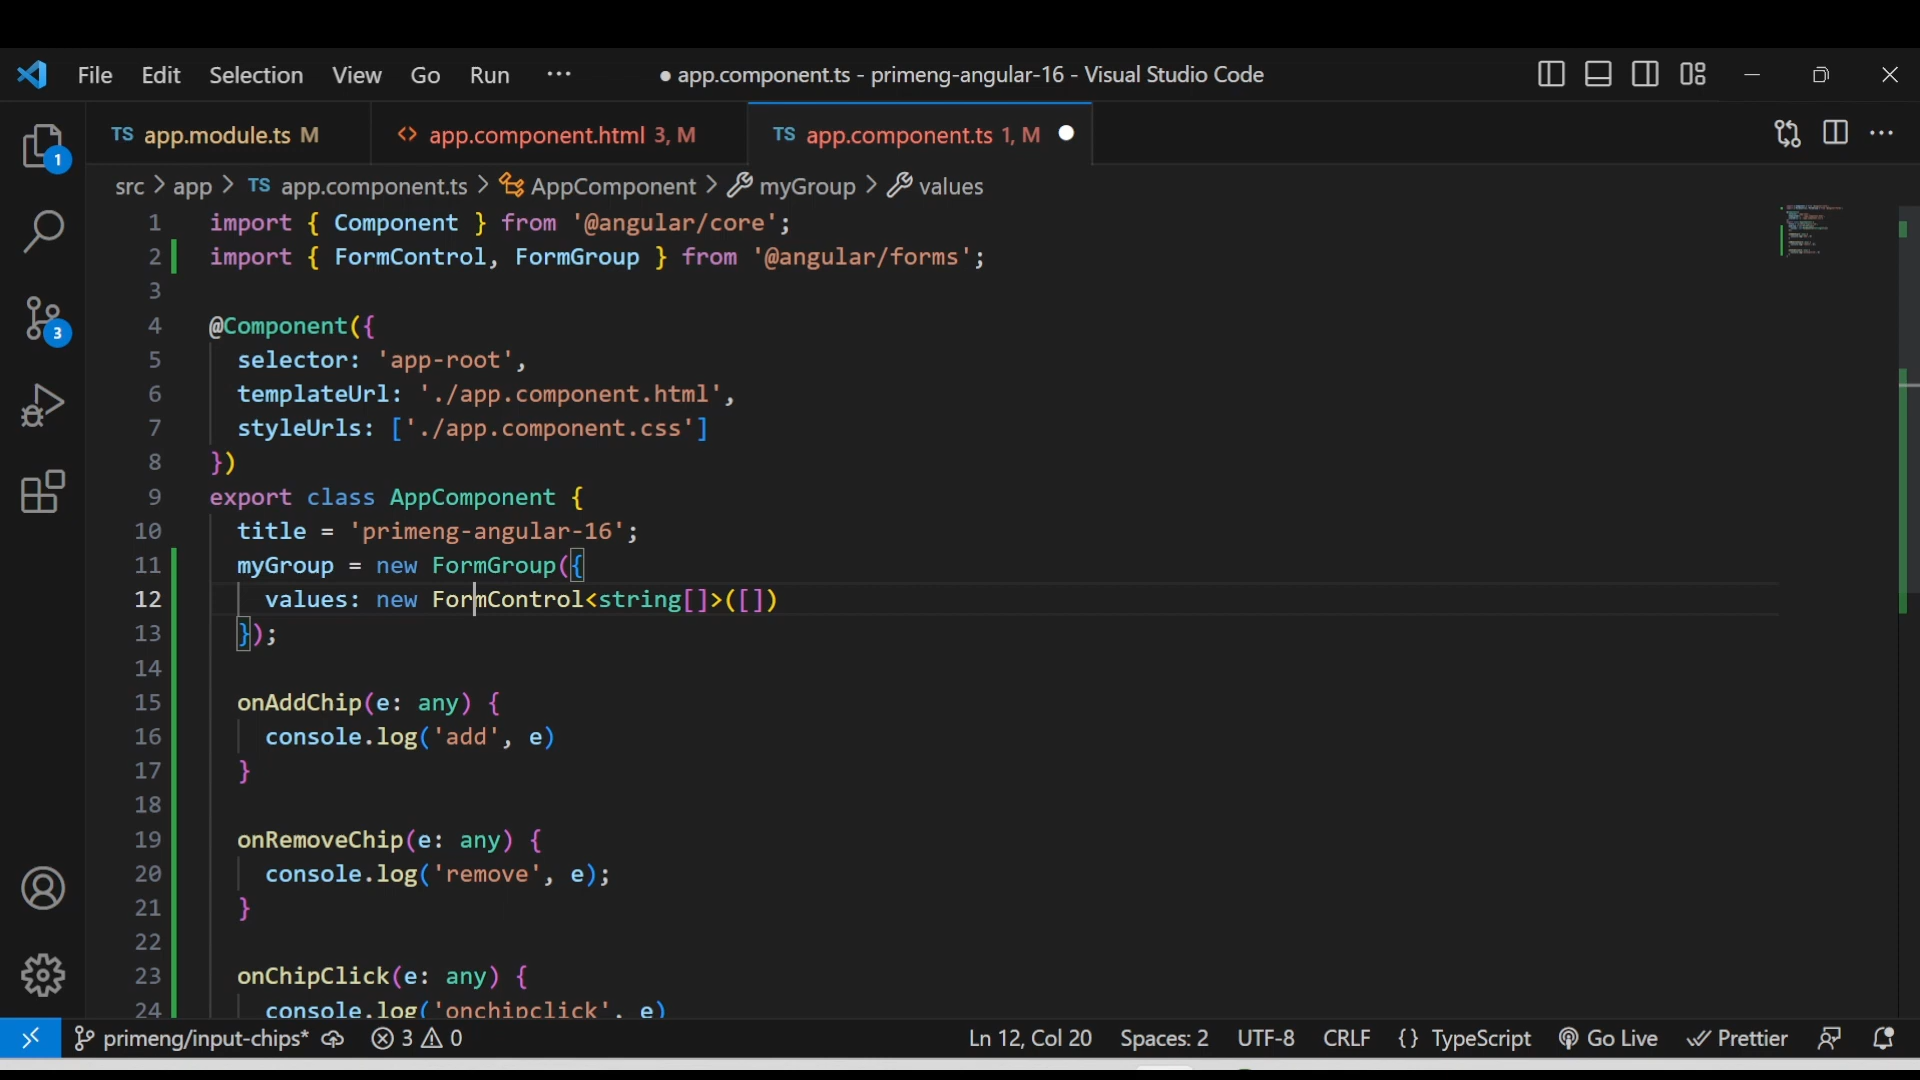 File Edit Selection View Go Run ··· ● app.component.ts - primeng-angular-16 - Visual Studio Code
TS app.module.ts M <> app.component.html 3, M TS app.component.ts 1, M ●
src > app > TS app.component.ts > AppComponent > myGroup > values
1 import { Component } from '@angular/core';
2 import { FormControl, FormGroup } from '@angular/forms';
3
4 @Component({
5 selector: 'app-root',
6 templateUrl: './app.component.html',
7 styleUrls: ['./app.component.css']
8 })
9 export class AppComponent {
10 title = 'primeng-angular-16';
11 myGroup = new FormGroup({
12 values: new FormControl<string[]>([])
13 });
14
15 onAddChip(e: any) {
16 console.log('add', e)
17 }
18
19 onRemoveChip(e: any) {
20 console.log('remove', e);
21 }
22
23 onChipClick(e: any) {
24 console.log('onchipclick', e)
1
3
primeng/input-chips* 3 0 Ln 12, Col 20 Spaces: 2 UTF-8 CRLF {} TypeScript Go Live Prettier